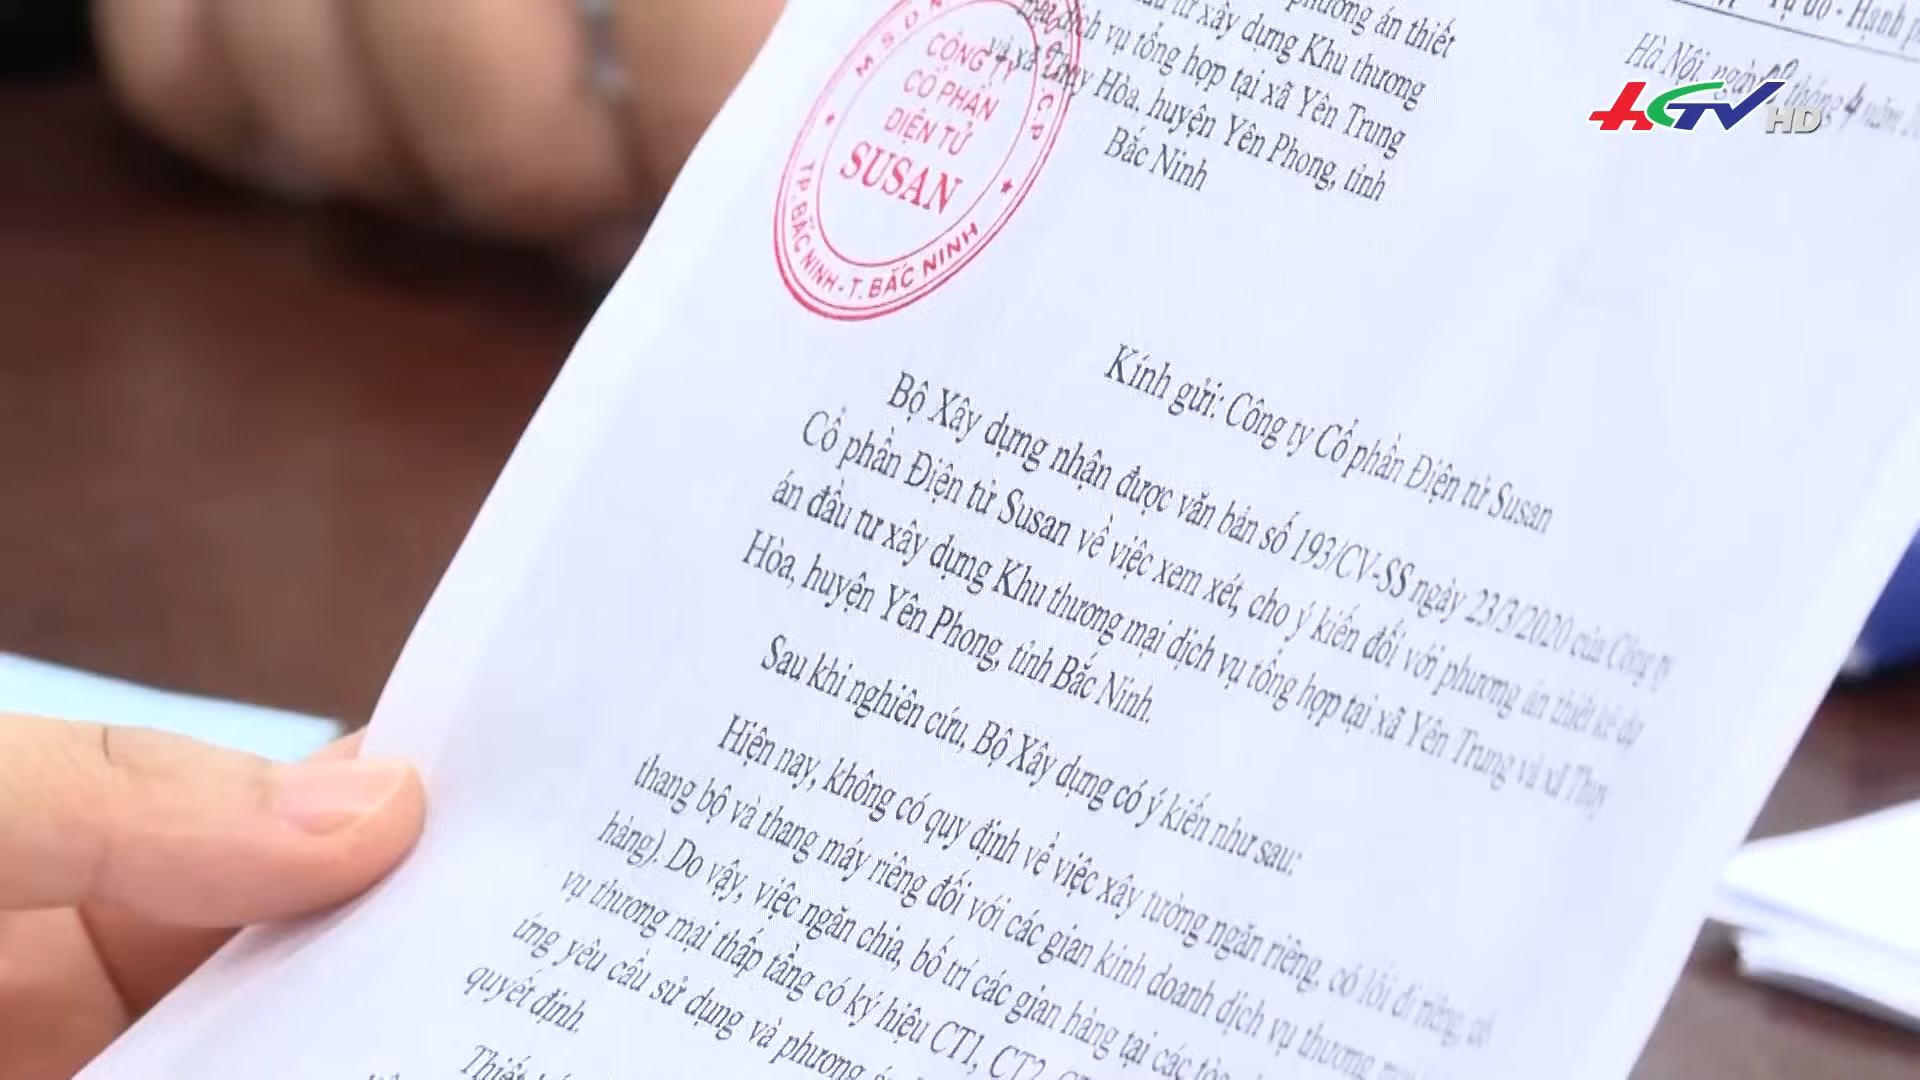 phương án thiết
tư xây dựng Khu thương
mại dịch vụ tổng hợp tại xã Yên Trung
và xã Thụy Hòa, huyện Yên Phong, tỉnh
Bắc Ninh
Tự do - Hạnh
Hà Nội, ngày tháng 4 năm
HGTV HD
M.S.D.N
C.P
CÔNG TY
CỔ PHẦN
ĐIỆN TỬ
SUSAN
TP.BẮC NINH - T.BẮC NINH
Kính gửi: Công ty Cổ phần Điện tử Susan
Bộ Xây dựng nhận được văn bản số 193/CV-SS ngày 23/3/2020 của Công ty
Cổ phần Điện tử Susan về việc xem xét, cho ý kiến đối với phương án thiết kế dự
án đầu tư xây dựng Khu thương mại dịch vụ tổng hợp tại xã Yên Trung và xã Thụy
Hòa, huyện Yên Phong, tỉnh Bắc Ninh.
Sau khi nghiên cứu, Bộ Xây dựng có ý kiến như sau:
Hiện nay, không có quy định về việc xây tường ngăn riêng, có lối đi riêng, có
thang bộ và thang máy riêng đối với các gian kinh doanh dịch vụ thương
hàng). Do vậy, việc ngăn chia, bố trí các gian hàng tại các tòa
vụ thương mại thấp tầng có ký hiệu CT1, CT2,
ứng yêu cầu sử dụng và phương
quyết định.
Thiết